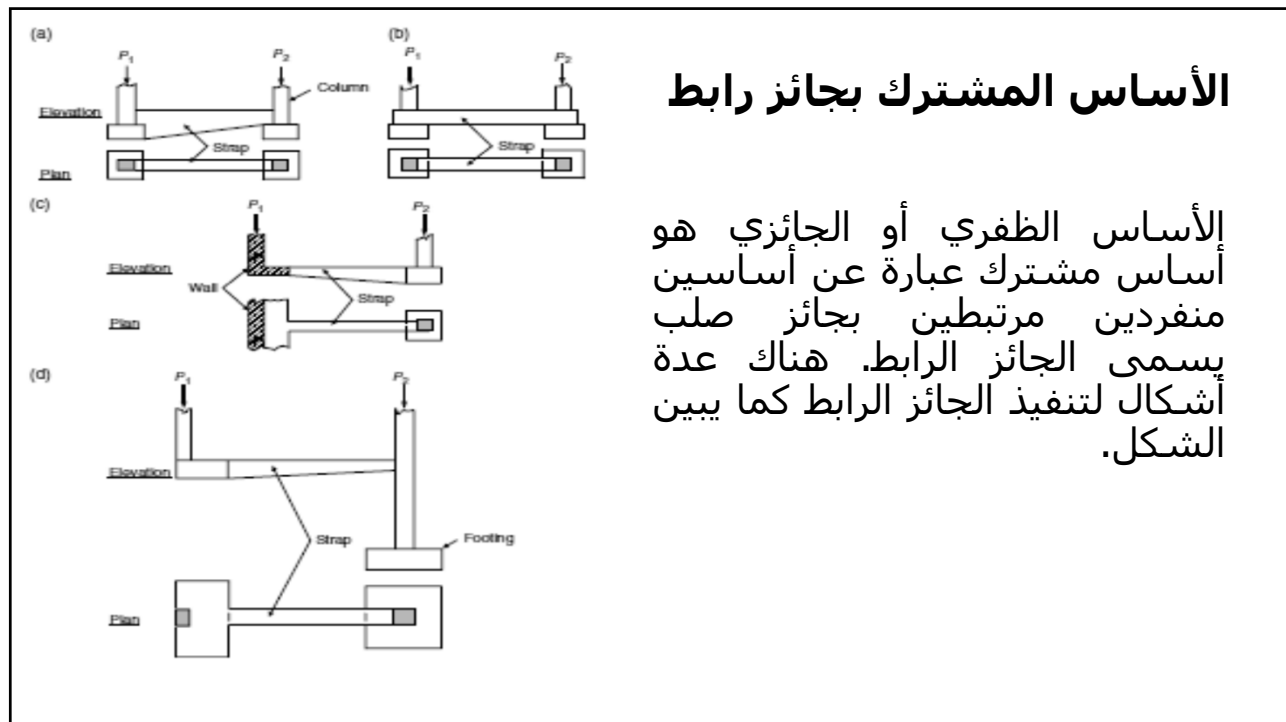 الأساس المشترك بجائز رابط
الأساس الظفري أو الجائزي هو
أساس مشترك عبارة عن أساسين
منفردين مرتبطين بجائز صلب
يسمى الجائز الرابط. هناك عدة
أشكال لتنفيذ الجائز الرابط كما يبين
الشكل.
(a)
P1
P2
Column
Elevation
Strap
Plan
(b)
P1
P2
Strap
(c)
P1
P2
Elevation
Wall
Strap
Plan
(d)
P1
P2
Elevation
Strap
Footing
Plan